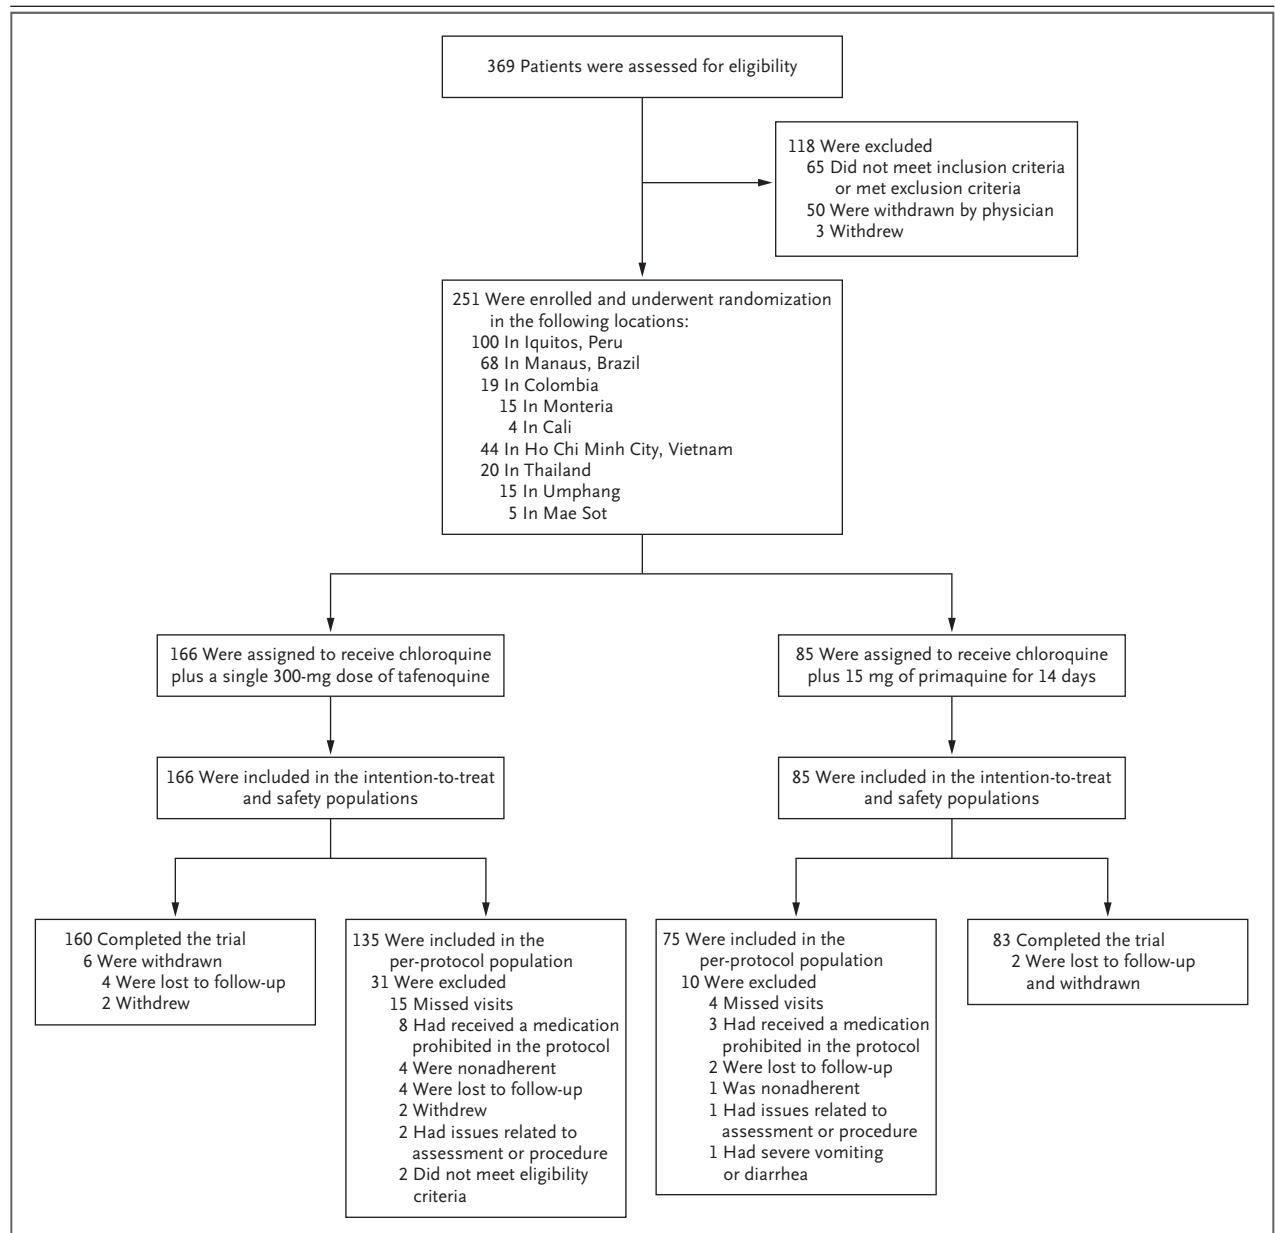 369 Patients were assessed for eligibility
118 Were excluded
65 Did not meet inclusion criteria
or met exclusion criteria
50 Were withdrawn by physician
3 Withdrew
251 Were enrolled and underwent randomization
in the following locations:
100 In Iquitos, Peru
68 In Manaus, Brazil
19 In Colombia
15 In Monteria
4 In Cali
44 In Ho Chi Minh City, Vietnam
20 In Thailand
15 In Umphang
5 In Mae Sot
166 Were assigned to receive chloroquine
plus a single 300-mg dose of tafenoquine
85 Were assigned to receive chloroquine
plus 15 mg of primaquine for 14 days
166 Were included in the intention-to-treat
and safety populations
85 Were included in the intention-to-treat
and safety populations
160 Completed the trial
6 Were withdrawn
4 Were lost to follow-up
2 Withdrew
135 Were included in the
per-protocol population
31 Were excluded
15 Missed visits
8 Had received a medication
prohibited in the protocol
4 Were nonadherent
4 Were lost to follow-up
2 Withdrew
2 Had issues related to
assessment or procedure
2 Did not meet eligibility
criteria
75 Were included in the
per-protocol population
10 Were excluded
4 Missed visits
3 Had received a medication
prohibited in the protocol
2 Were lost to follow-up
1 Was nonadherent
1 Had issues related to
assessment or procedure
1 Had severe vomiting
or diarrhea
83 Completed the trial
2 Were lost to follow-up
and withdrawn